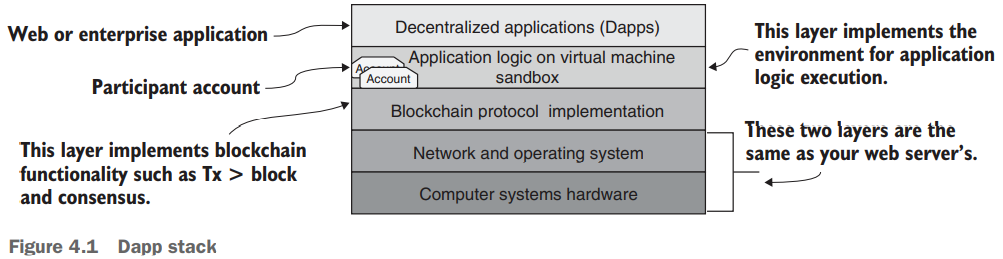 Web or enterprise application
Participant account
This layer implements blockchain
functionality such as Tx > block
and consensus.
Decentralized applications (Dapps)
Application logic on virtual machine
sandbox
Account
Blockchain protocol implementation
Network and operating system
Computer systems hardware
This layer implements the
environment for application
logic execution.
These two layers are the
same as your web server's.
Figure 4.1 Dapp stack